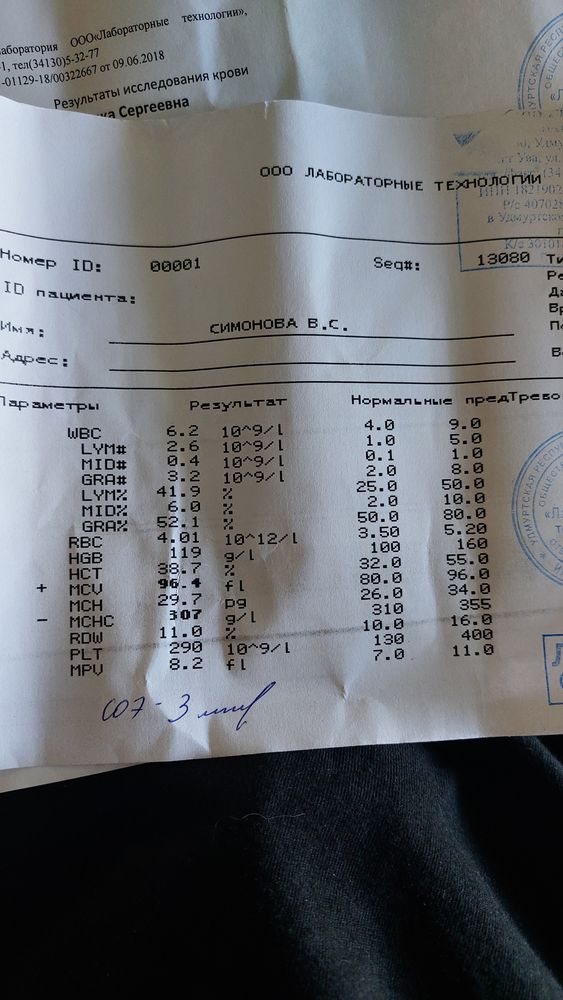 Лаборатория ООО«Лабораторные технологии»,
-1, тел(34130)5-32-77
-01129-18/00322667 от 09.06.2018
Результаты исследования крови
Сергеевна
ООО ЛАБОРАТОРНЫЕ ТЕХНОЛОГИИ
Номер ID: 00001 Seq#: 13080
ID пациента:
Имя: СИМОНОВА В.С.
Адрес:
Параметры Результат Нормальные пред Трево
WBC 6.2 10^9/l 4.0 9.0
LYM# 2.6 10^9/l 1.0 5.0
MID# 0.4 10^9/l 0.1 1.0
GRA# 3.2 10^9/l 2.0 8.0
LYM% 41.9 % 25.0 50.0
MID% 6.0 % 2.0 10.0
GRA% 52.1 % 50.0 80.0
RBC 4.01 10^12/l 3.50 5.20
HGB 119 g/l 100 160
HCT 38.7 % 32.0 55.0
+ MCV 96.4 fl 80.0 96.0
MCH 29.7 pg 26.0 34.0
- MCHC 307 g/l 310 355
RDW 11.0 % 10.0 16.0
PLT 290 10^9/l 130 400
MPV 8.2 fl 7.0 11.0
СОЭ - 3 мм/ч